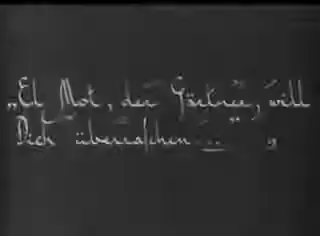 „El Mot, der Gärtner, will
Dich überraschen... "